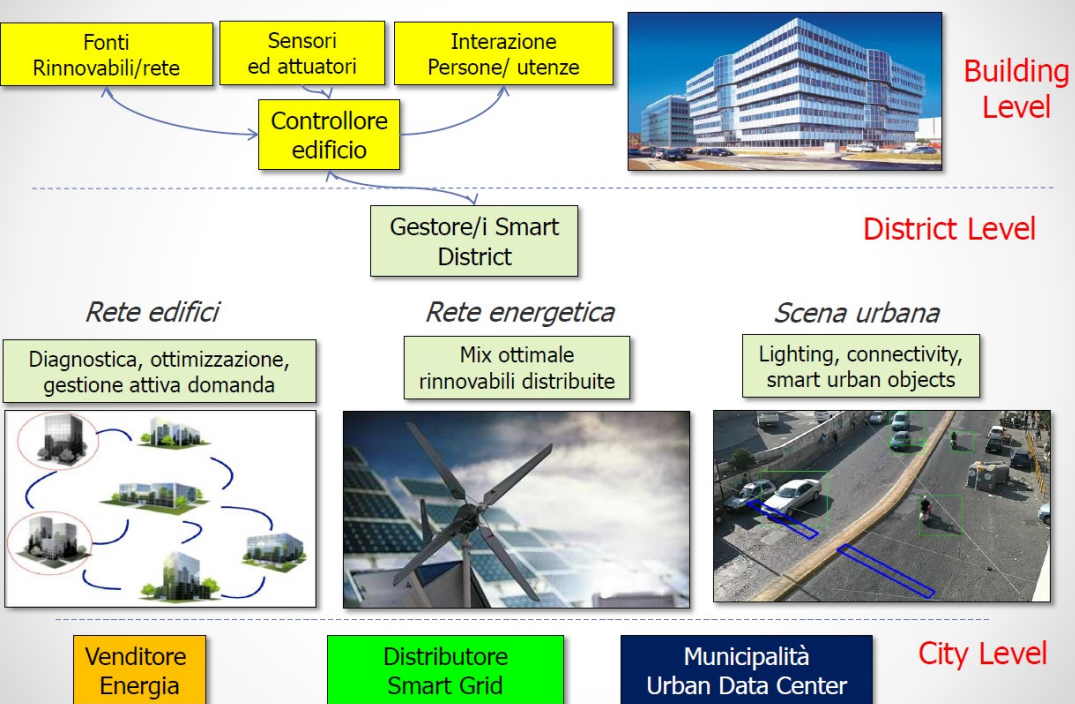 Fonti
Rinnovabili/rete
Sensori
ed attuatori
Interazione
Persone/ utenze
Building
Level
Controllore
edificio
Gestore/i Smart
District
District Level
Rete edifici
Rete energetica
Scena urbana
Diagnostica, ottimizzazione,
gestione attiva domanda
Mix ottimale
rinnovabili distribuite
Lighting, connectivity,
smart urban objects
Venditore
Energia
Distributore
Smart Grid
Municipalità
Urban Data Center
City Level